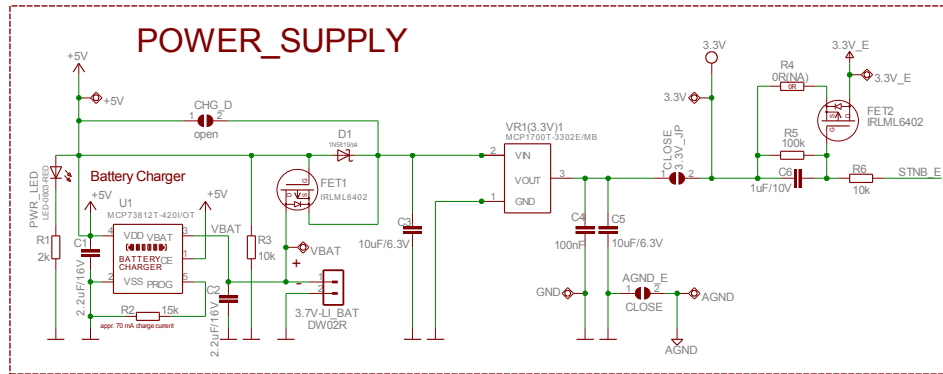 POWER_SUPPLY
+5V
+5V
CHG_D
1 2
open
D1
1N5819/s4
PWR_LED
LED-0603-RED
Battery Charger
+5V
+5V
U1
MCP73812T-420I/OT
4 VDD VBAT 3
VBAT
BATTERY
CHARGER
CE 1
2 VSS PROG 5
R1
2k
C1
2.2uF/16V
R2 15k
appr. 70 mA charge current
C2
2.2uF/16V
R3
10k
G
S D
FET1
IRLML6402
VBAT
+
-
1
2
3.7V-LI_BAT
DW02R
C3
10uF/6.3V
VR1(3.3V)1
MCP1700T-3302E/MB
2 VIN
VOUT 3
1 GND
C4
100nF
C5
10uF/6.3V
GND
AGND_E
1 2
CLOSE
AGND
AGND
CLOSE
3.3V_JP
1 2
3.3V
3.3V
R4
0R(NA)
0R
R5
100k
C6
1uF/10V
3.3V_E
3.3V_E
S D
G
FET2
IRLML6402
R6
10k
STNB_E